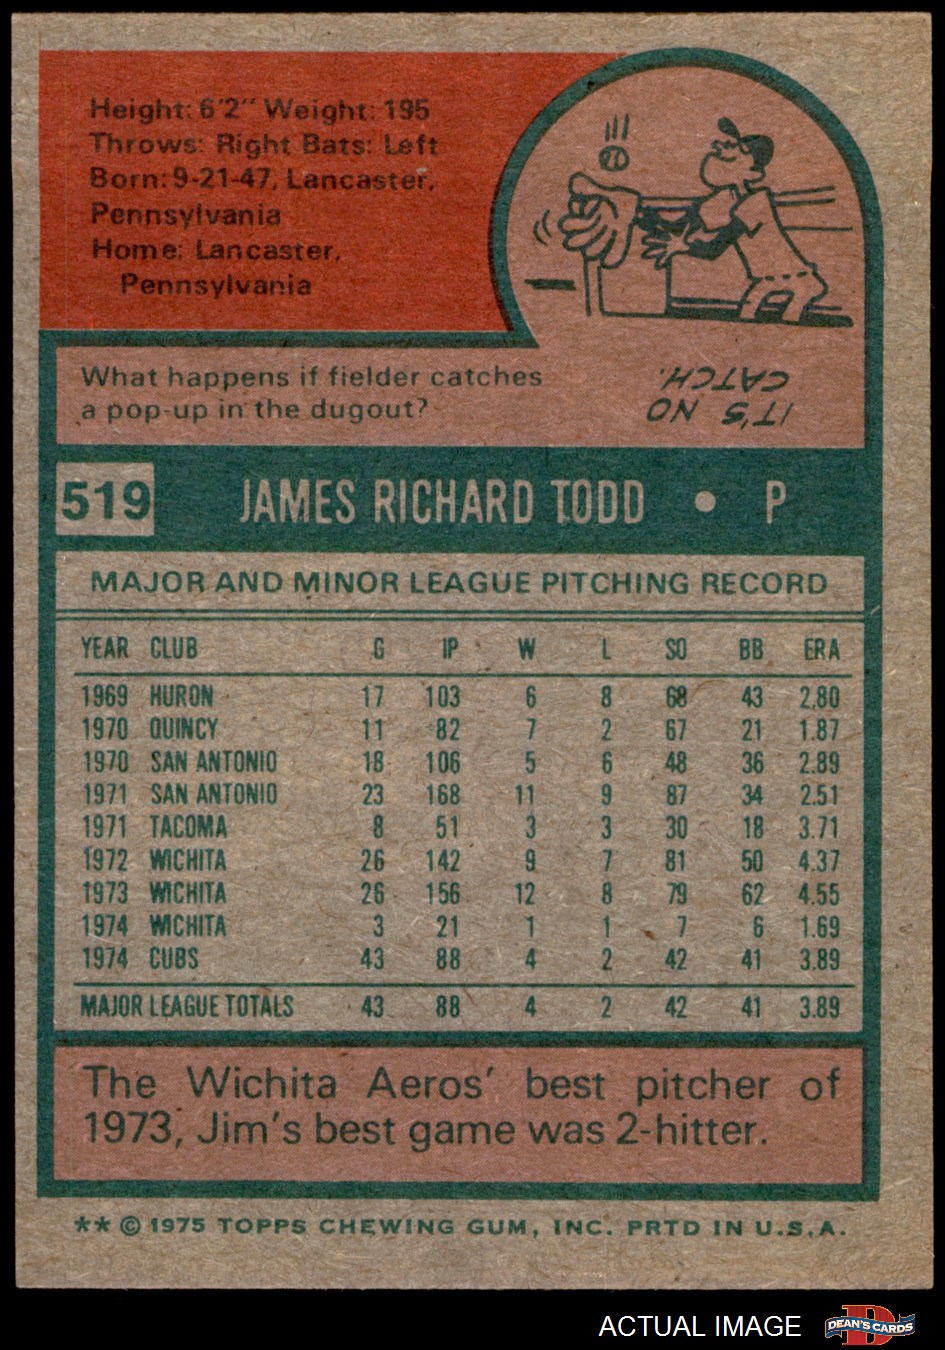 Height: 6'2" Weight: 195
Throws: Right Bats: Left
Born: 9-21-47, Lancaster,
Pennsylvania
Home: Lancaster,
Pennsylvania
What happens if fielder catches
a pop-up in the dugout?
IT'S NO
CATCH.
519 JAMES RICHARD TODD • P
MAJOR AND MINOR LEAGUE PITCHING RECORD
YEAR CLUB G IP W L SO BB ERA
1969 HURON 17 103 6 8 68 43 2.80
1970 QUINCY 11 82 7 2 67 21 1.87
1970 SAN ANTONIO 18 106 5 6 48 36 2.89
1971 SAN ANTONIO 23 168 11 9 87 34 2.51
1971 TACOMA 8 51 3 3 30 18 3.71
1972 WICHITA 26 142 9 7 81 50 4.37
1973 WICHITA 26 156 12 8 79 62 4.55
1974 WICHITA 3 21 1 1 7 6 1.69
1974 CUBS 43 88 4 2 42 41 3.89
MAJOR LEAGUE TOTALS 43 88 4 2 42 41 3.89
The Wichita Aeros' best pitcher of
1973, Jim's best game was 2-hitter.
** © 1975 TOPPS CHEWING GUM, INC. PRTD IN U.S.A.
ACTUAL IMAGE DEAN'S CARDS